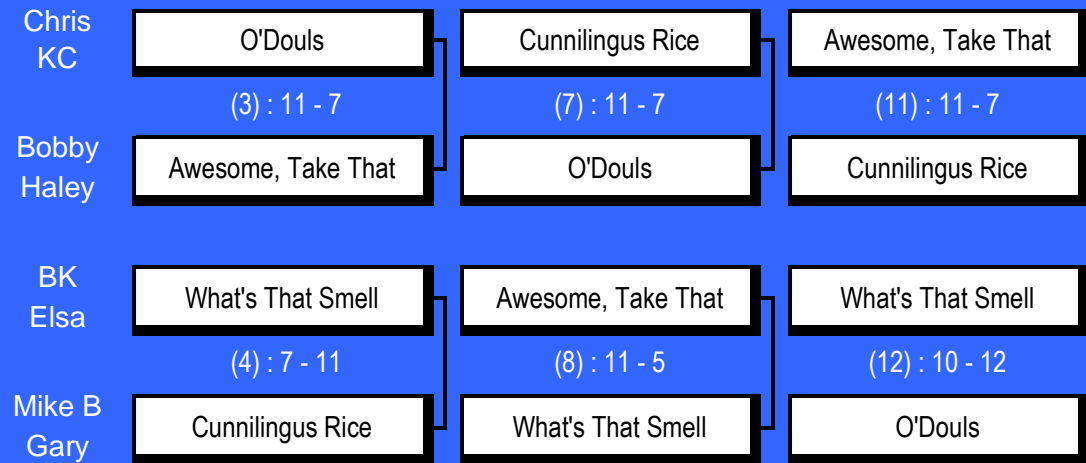 Chris
KC
O'Douls
Cunnilingus Rice
Awesome, Take That
(3) : 11 - 7
(7) : 11 - 7
(11) : 11 - 7
Bobby
Haley
Awesome, Take That
O'Douls
Cunnilingus Rice
BK
Elsa
What's That Smell
Awesome, Take That
What's That Smell
(4) : 7 - 11
(8) : 11 - 5
(12) : 10 - 12
Mike B
Gary
Cunnilingus Rice
What's That Smell
O'Douls